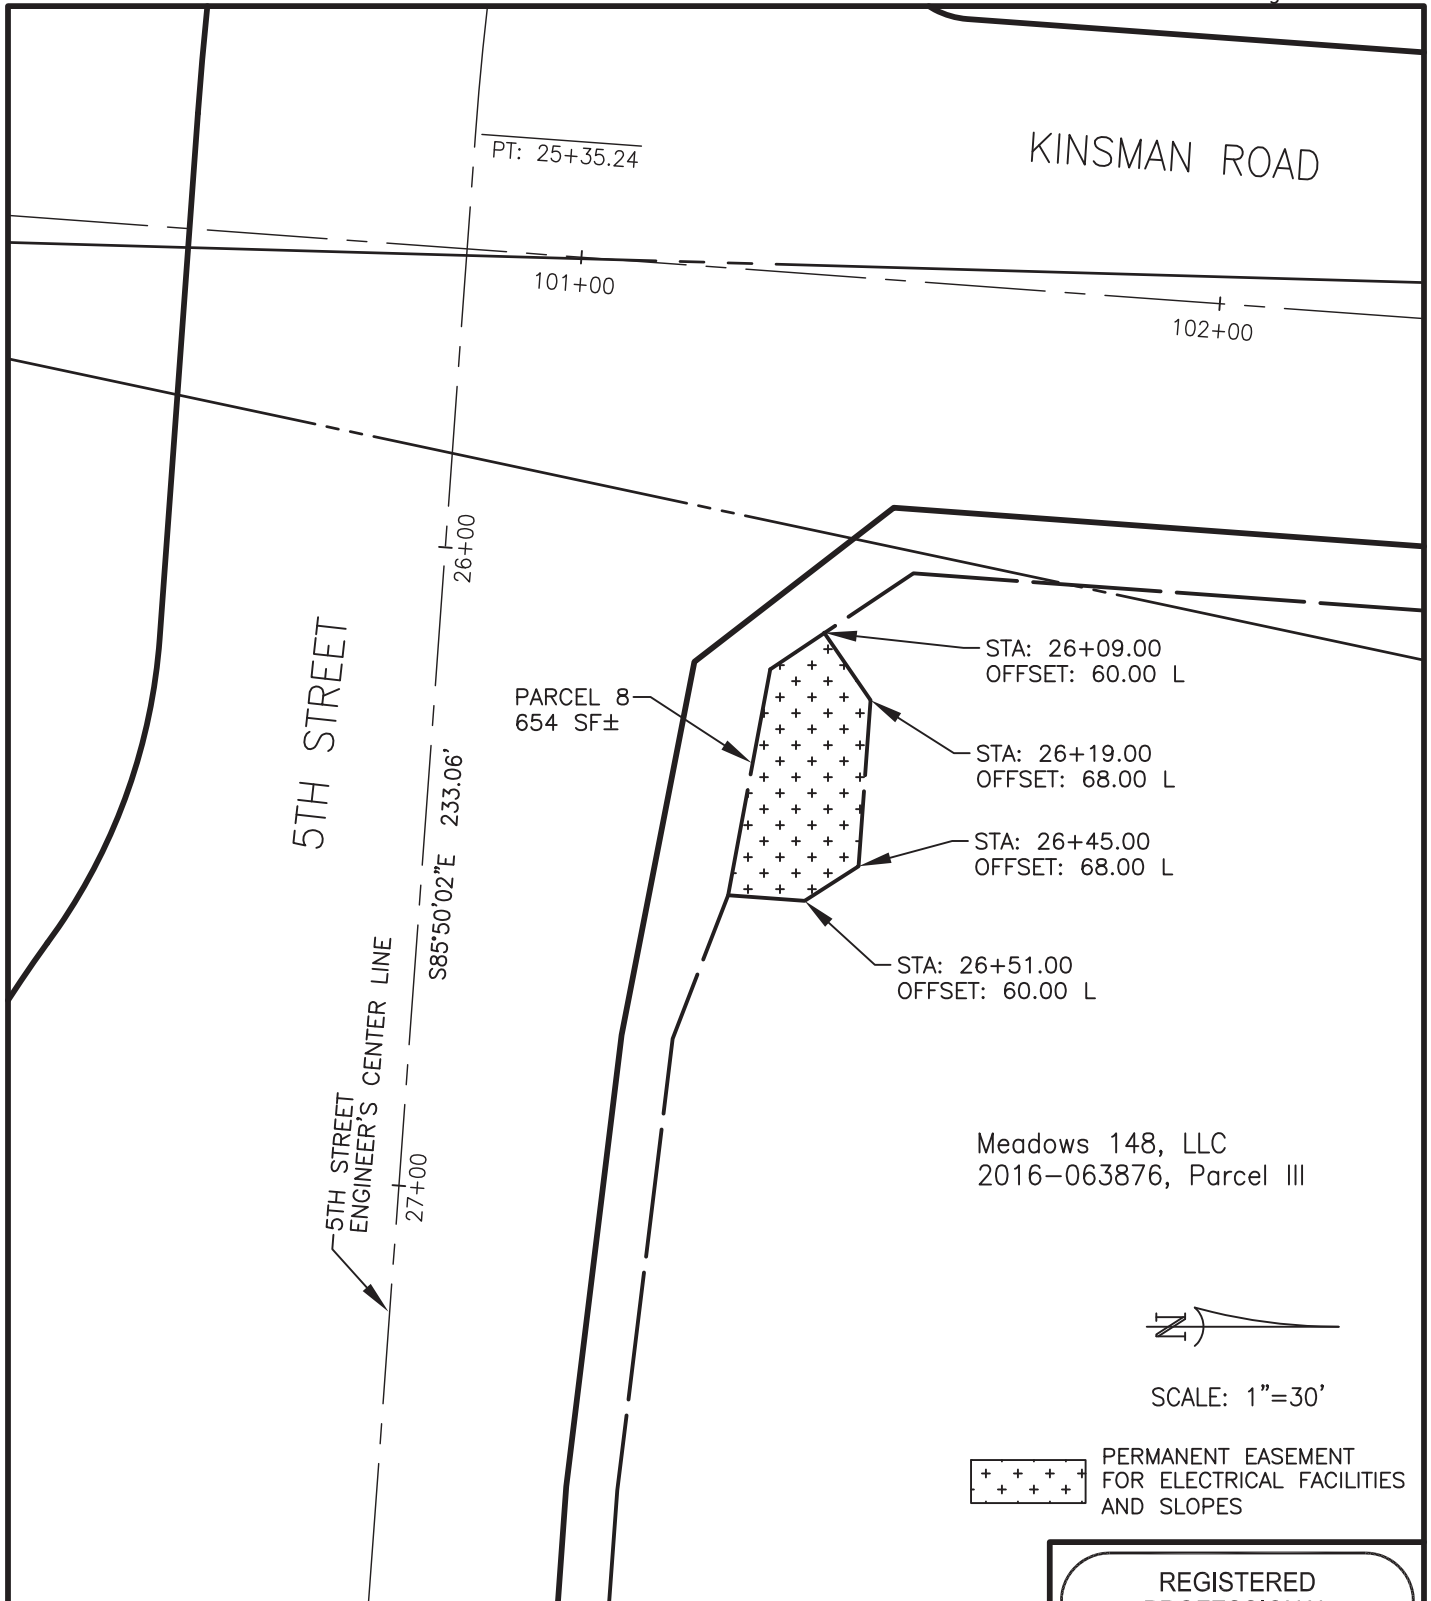 PT: 25+35.24
KINSMAN ROAD
101+00
102+00
26+00
5TH STREET
STA: 26+09.00
OFFSET: 60.00 L
PARCEL 8
654 SF±
STA: 26+19.00
OFFSET: 68.00 L
S85°50'02"E 233.06'
STA: 26+45.00
OFFSET: 68.00 L
STA: 26+51.00
OFFSET: 60.00 L
5TH STREET
ENGINEER'S CENTER LINE
27+00
Meadows 148, LLC
2016-063876, Parcel III
N
SCALE: 1"=30'
PERMANENT EASEMENT
FOR ELECTRICAL FACILITIES
AND SLOPES
REGISTERED